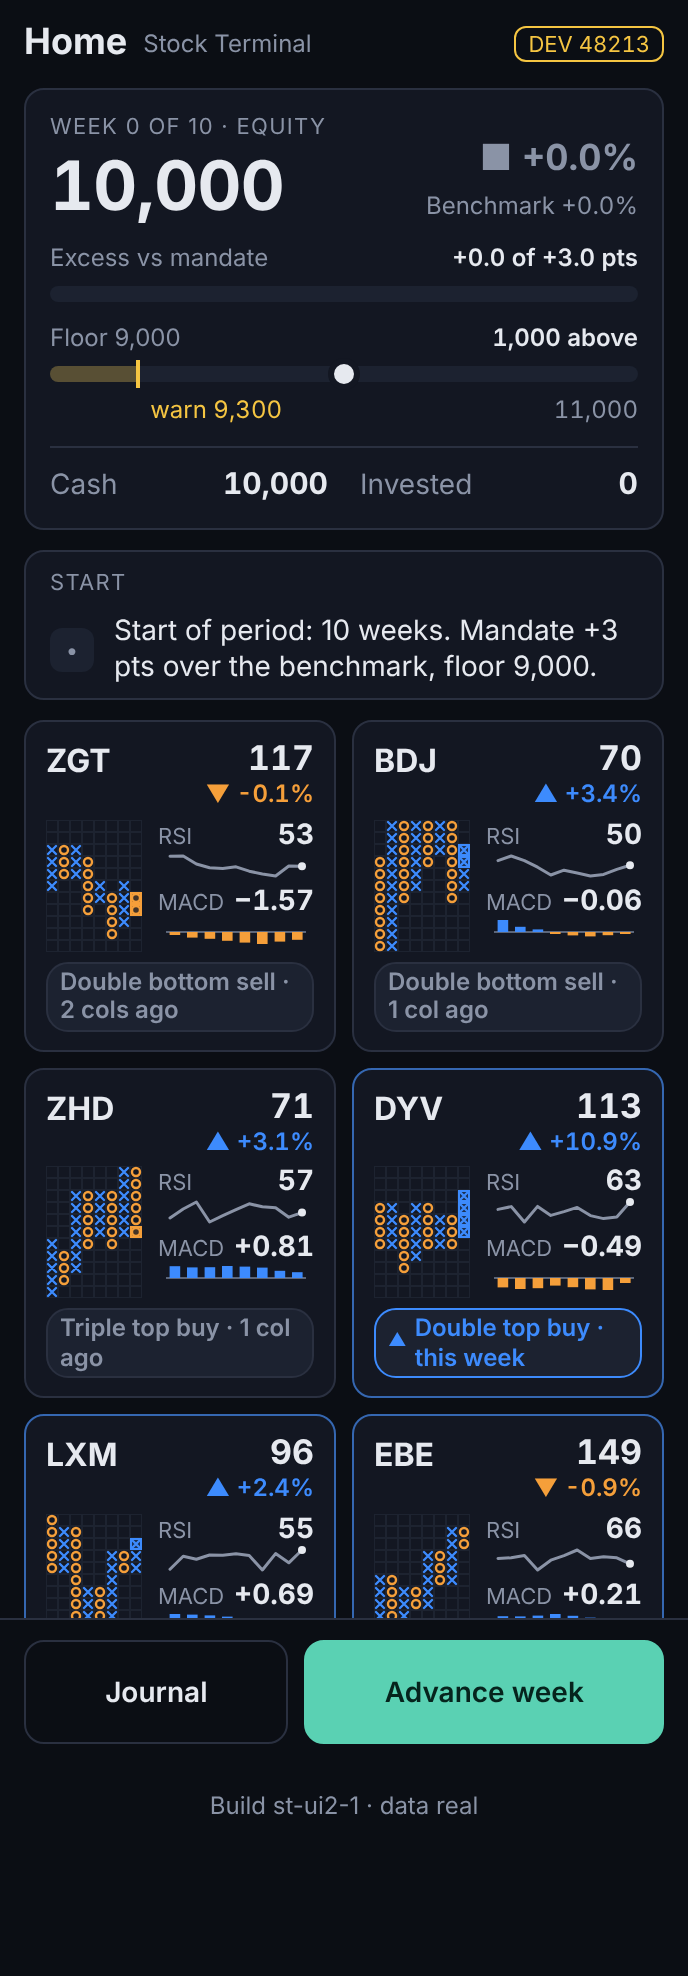 Home Stock Terminal DEV 48213
WEEK 0 OF 10 · EQUITY
10,000 +0.0%
Benchmark +0.0%
Excess vs mandate +0.0 of +3.0 pts
Floor 9,000 1,000 above
warn 9,300 11,000
Cash 10,000 Invested 0
START
Start of period: 10 weeks. Mandate +3
pts over the benchmark, floor 9,000.
ZGT 117
▼ -0.1%
RSI 53
MACD −1.57
Double bottom sell ·
2 cols ago
BDJ 70
▲ +3.4%
RSI 50
MACD −0.06
Double bottom sell ·
1 col ago
ZHD 71
▲ +3.1%
RSI 57
MACD +0.81
Triple top buy · 1 col
ago
DYV 113
▲ +10.9%
RSI 63
MACD −0.49
▲ Double top buy ·
this week
LXM 96
▲ +2.4%
RSI 55
MACD +0.69
EBE 149
▼ -0.9%
RSI 66
MACD +0.21
Journal Advance week
Build st-ui2-1 · data real